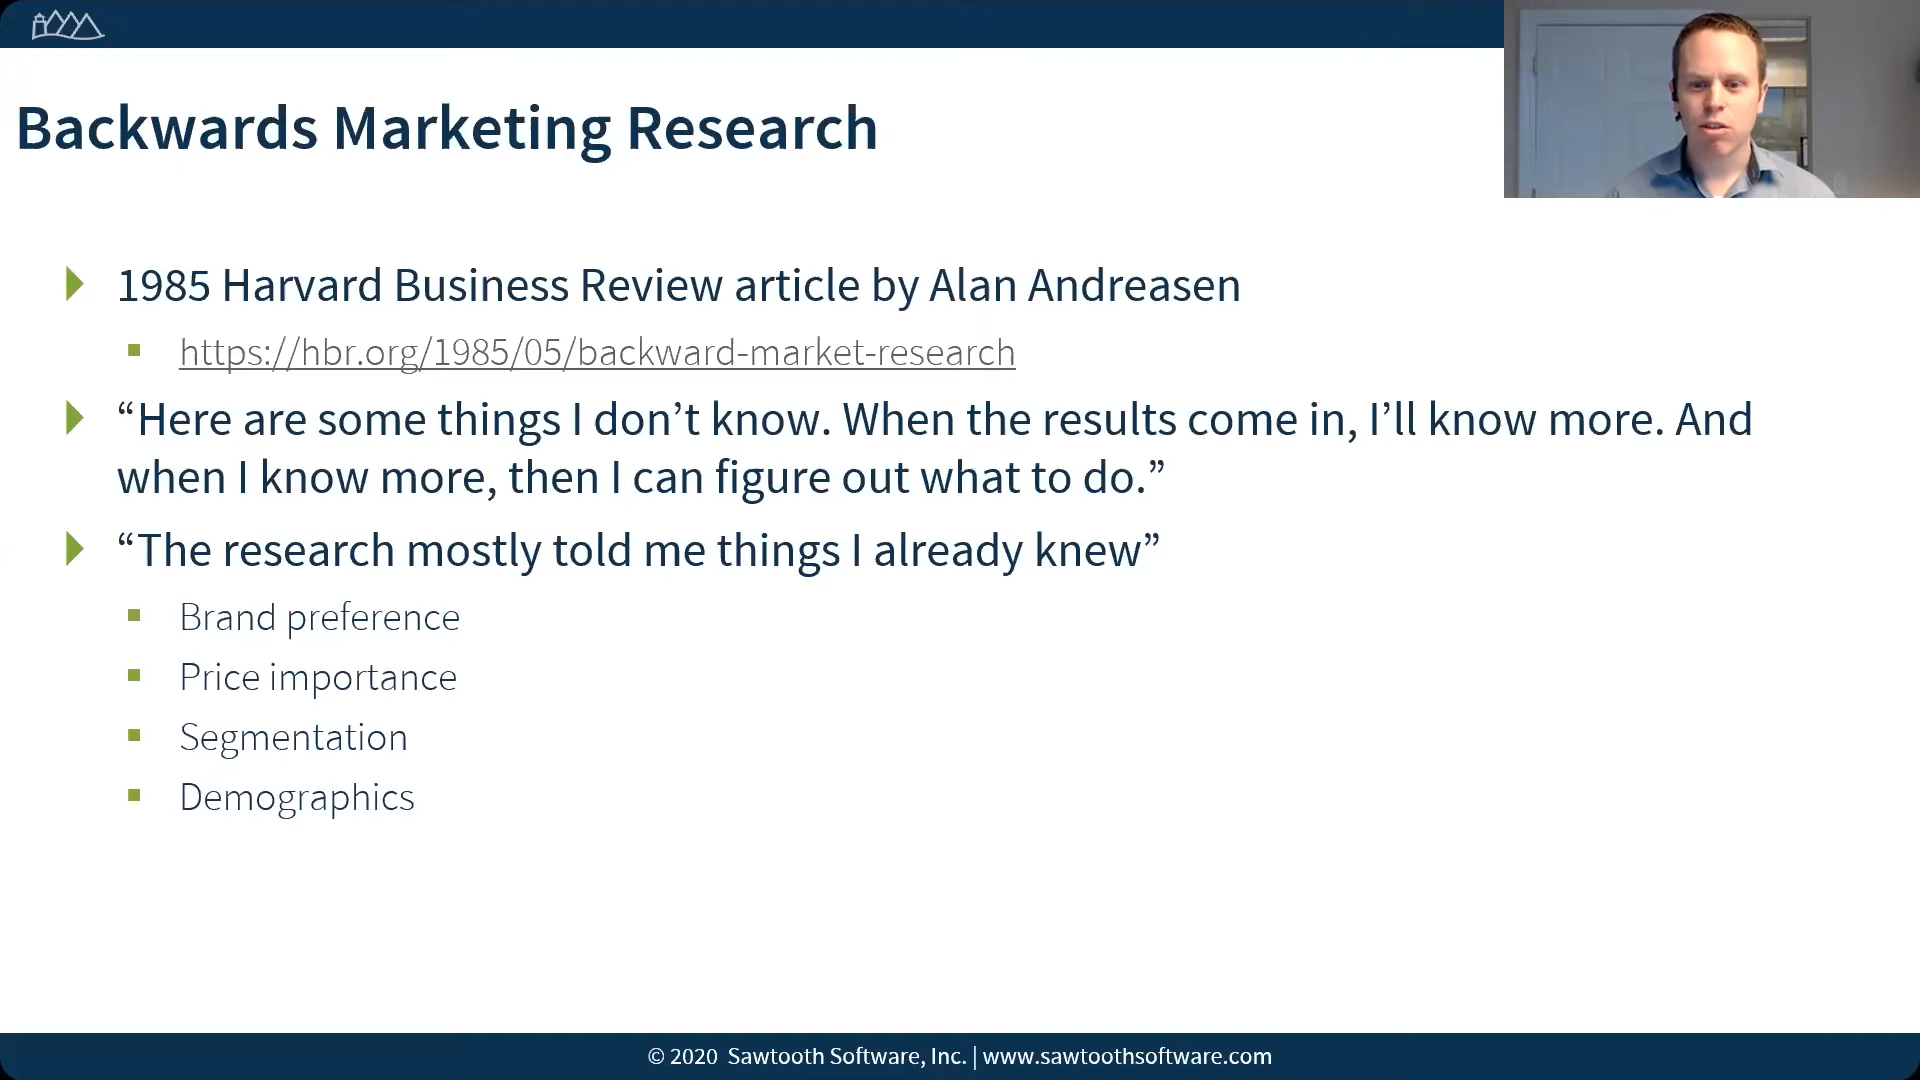 Backwards Marketing Research
1985 Harvard Business Review article by Alan Andreasen
https://hbr.org/1985/05/backward-market-research
“Here are some things I don’t know. When the results come in, I’ll know more. And
when I know more, then I can figure out what to do.”
“The research mostly told me things I already knew”
Brand preference
Price importance
Segmentation
Demographics
© 2020 Sawtooth Software, Inc. | www.sawtoothsoftware.com